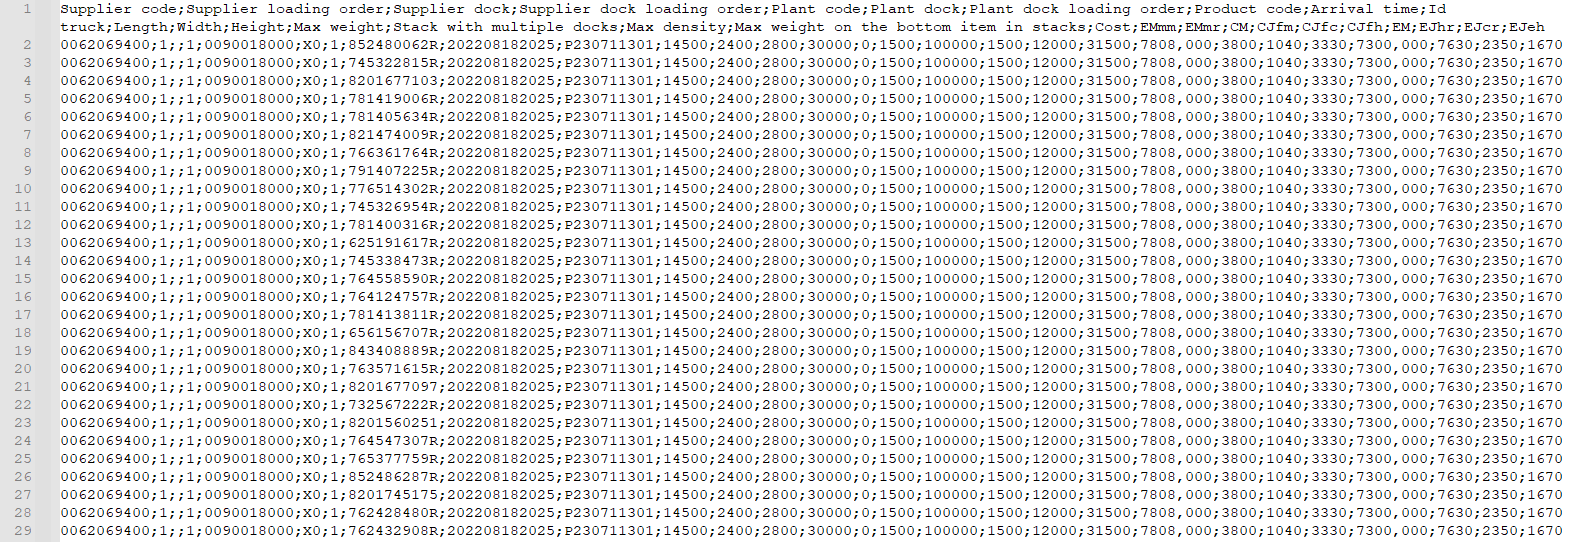 1 Supplier code;Supplier loading order;Supplier dock;Supplier dock loading order;Plant code;Plant dock;Plant dock loading order;Product code;Arrival time;Id
truck;Length;Width;Height;Max weight;Stack with multiple docks;Max density;Max weight on the bottom item in stacks;Cost;EMmm;EMmr;CM;CJfm;CJfc;CJfh;EM;EJhr;EJcr;EJeh
2 0062069400;1;;1;0090018000;X0;1;852480062R;202208182025;P230711301;14500;2400;2800;30000;0;1500;100000;1500;12000;31500;7808,000;3800;1040;3330;7300,000;7630;2350;1670
3 0062069400;1;;1;0090018000;X0;1;745322815R;202208182025;P230711301;14500;2400;2800;30000;0;1500;100000;1500;12000;31500;7808,000;3800;1040;3330;7300,000;7630;2350;1670
4 0062069400;1;;1;0090018000;X0;1;8201677103;202208182025;P230711301;14500;2400;2800;30000;0;1500;100000;1500;12000;31500;7808,000;3800;1040;3330;7300,000;7630;2350;1670
5 0062069400;1;;1;0090018000;X0;1;781419006R;202208182025;P230711301;14500;2400;2800;30000;0;1500;100000;1500;12000;31500;7808,000;3800;1040;3330;7300,000;7630;2350;1670
6 0062069400;1;;1;0090018000;X0;1;781405634R;202208182025;P230711301;14500;2400;2800;30000;0;1500;100000;1500;12000;31500;7808,000;3800;1040;3330;7300,000;7630;2350;1670
7 0062069400;1;;1;0090018000;X0;1;821474009R;202208182025;P230711301;14500;2400;2800;30000;0;1500;100000;1500;12000;31500;7808,000;3800;1040;3330;7300,000;7630;2350;1670
8 0062069400;1;;1;0090018000;X0;1;766361764R;202208182025;P230711301;14500;2400;2800;30000;0;1500;100000;1500;12000;31500;7808,000;3800;1040;3330;7300,000;7630;2350;1670
9 0062069400;1;;1;0090018000;X0;1;791407225R;202208182025;P230711301;14500;2400;2800;30000;0;1500;100000;1500;12000;31500;7808,000;3800;1040;3330;7300,000;7630;2350;1670
10 0062069400;1;;1;0090018000;X0;1;776514302R;202208182025;P230711301;14500;2400;2800;30000;0;1500;100000;1500;12000;31500;7808,000;3800;1040;3330;7300,000;7630;2350;1670
11 0062069400;1;;1;0090018000;X0;1;745326954R;202208182025;P230711301;14500;2400;2800;30000;0;1500;100000;1500;12000;31500;7808,000;3800;1040;3330;7300,000;7630;2350;1670
12 0062069400;1;;1;0090018000;X0;1;781400316R;202208182025;P230711301;14500;2400;2800;30000;0;1500;100000;1500;12000;31500;7808,000;3800;1040;3330;7300,000;7630;2350;1670
13 0062069400;1;;1;0090018000;X0;1;625191617R;202208182025;P230711301;14500;2400;2800;30000;0;1500;100000;1500;12000;31500;7808,000;3800;1040;3330;7300,000;7630;2350;1670
14 0062069400;1;;1;0090018000;X0;1;745338473R;202208182025;P230711301;14500;2400;2800;30000;0;1500;100000;1500;12000;31500;7808,000;3800;1040;3330;7300,000;7630;2350;1670
15 0062069400;1;;1;0090018000;X0;1;764558590R;202208182025;P230711301;14500;2400;2800;30000;0;1500;100000;1500;12000;31500;7808,000;3800;1040;3330;7300,000;7630;2350;1670
16 0062069400;1;;1;0090018000;X0;1;764124757R;202208182025;P230711301;14500;2400;2800;30000;0;1500;100000;1500;12000;31500;7808,000;3800;1040;3330;7300,000;7630;2350;1670
17 0062069400;1;;1;0090018000;X0;1;781413811R;202208182025;P230711301;14500;2400;2800;30000;0;1500;100000;1500;12000;31500;7808,000;3800;1040;3330;7300,000;7630;2350;1670
18 0062069400;1;;1;0090018000;X0;1;656156707R;202208182025;P230711301;14500;2400;2800;30000;0;1500;100000;1500;12000;31500;7808,000;3800;1040;3330;7300,000;7630;2350;1670
19 0062069400;1;;1;0090018000;X0;1;843408889R;202208182025;P230711301;14500;2400;2800;30000;0;1500;100000;1500;12000;31500;7808,000;3800;1040;3330;7300,000;7630;2350;1670
20 0062069400;1;;1;0090018000;X0;1;763571615R;202208182025;P230711301;14500;2400;2800;30000;0;1500;100000;1500;12000;31500;7808,000;3800;1040;3330;7300,000;7630;2350;1670
21 0062069400;1;;1;0090018000;X0;1;8201677097;202208182025;P230711301;14500;2400;2800;30000;0;1500;100000;1500;12000;31500;7808,000;3800;1040;3330;7300,000;7630;2350;1670
22 0062069400;1;;1;0090018000;X0;1;732567222R;202208182025;P230711301;14500;2400;2800;30000;0;1500;100000;1500;12000;31500;7808,000;3800;1040;3330;7300,000;7630;2350;1670
23 0062069400;1;;1;0090018000;X0;1;8201560251;202208182025;P230711301;14500;2400;2800;30000;0;1500;100000;1500;12000;31500;7808,000;3800;1040;3330;7300,000;7630;2350;1670
24 0062069400;1;;1;0090018000;X0;1;764547307R;202208182025;P230711301;14500;2400;2800;30000;0;1500;100000;1500;12000;31500;7808,000;3800;1040;3330;7300,000;7630;2350;1670
25 0062069400;1;;1;0090018000;X0;1;765377759R;202208182025;P230711301;14500;2400;2800;30000;0;1500;100000;1500;12000;31500;7808,000;3800;1040;3330;7300,000;7630;2350;1670
26 0062069400;1;;1;0090018000;X0;1;852486287R;202208182025;P230711301;14500;2400;2800;30000;0;1500;100000;1500;12000;31500;7808,000;3800;1040;3330;7300,000;7630;2350;1670
27 0062069400;1;;1;0090018000;X0;1;8201745175;202208182025;P230711301;14500;2400;2800;30000;0;1500;100000;1500;12000;31500;7808,000;3800;1040;3330;7300,000;7630;2350;1670
28 0062069400;1;;1;0090018000;X0;1;762428480R;202208182025;P230711301;14500;2400;2800;30000;0;1500;100000;1500;12000;31500;7808,000;3800;1040;3330;7300,000;7630;2350;1670
29 0062069400;1;;1;0090018000;X0;1;762432908R;202208182025;P230711301;14500;2400;2800;30000;0;1500;100000;1500;12000;31500;7808,000;3800;1040;3330;7300,000;7630;2350;1670